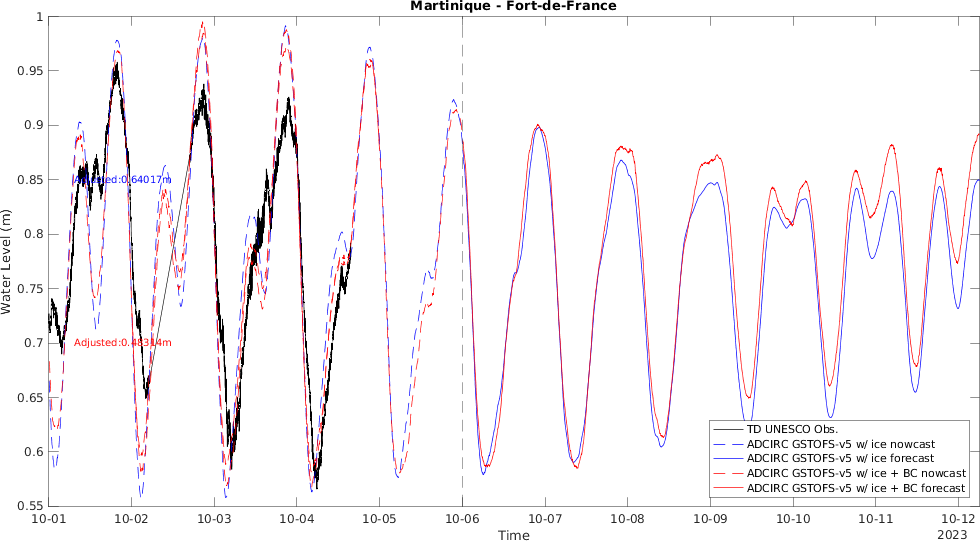 Martinique - Fort-de-France
1
0.95
0.9
0.85
0.8
0.75
0.7
0.65
0.6
0.55
Water Level (m)
Adjusted:0.64017m
Adjusted:0.48314m
TD UNESCO Obs.
ADCIRC GSTOFS-v5 w/ ice nowcast
ADCIRC GSTOFS-v5 w/ ice forecast
ADCIRC GSTOFS-v5 w/ ice + BC nowcast
ADCIRC GSTOFS-v5 w/ ice + BC forecast
10-01 10-02 10-03 10-04 10-05 10-06 10-07 10-08 10-09 10-10 10-11 10-12
Time
2023